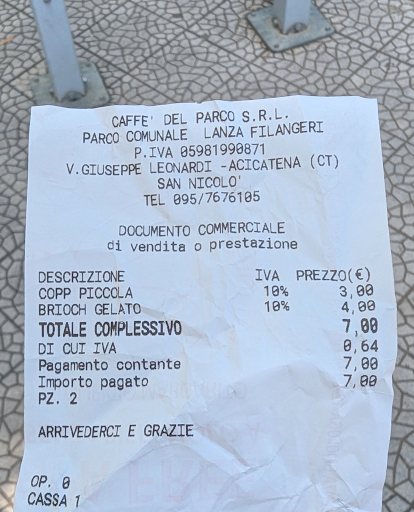 CAFFE' DEL PARCO S.R.L.
PARCO COMUNALE LANZA FILANGERI
P.IVA 05981990871
V.GIUSEPPE LEONARDI -ACICATENA (CT)
SAN NICOLO'
TEL 095/7676105
DOCUMENTO COMMERCIALE
di vendita o prestazione
DESCRIZIONE IVA PREZZO(€)
COPP PICCOLA 10% 3,00
BRIOCH GELATO 10% 4,00
TOTALE COMPLESSIVO 7,00
DI CUI IVA 0,64
Pagamento contante 7,00
Importo pagato 7,00
PZ. 2
ARRIVEDERCI E GRAZIE
OP. 0
CASSA 1